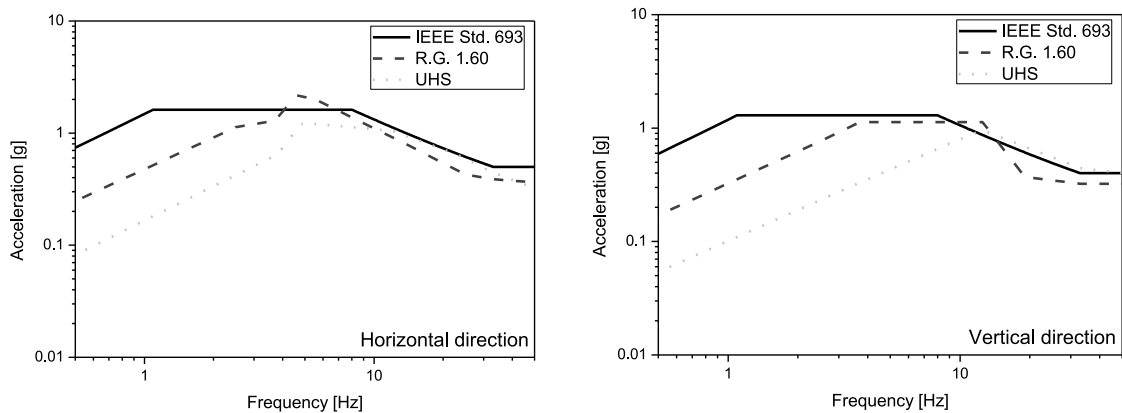 10
1
0.1
0.01
Acceleration [g]
IEEE Std. 693
R.G. 1.60
UHS
Horizontal direction
1
10
Frequency [Hz]
10
1
0.1
0.01
Acceleration [g]
IEEE Std. 693
R.G. 1.60
UHS
Vertical direction
1
10
Frequency [Hz]